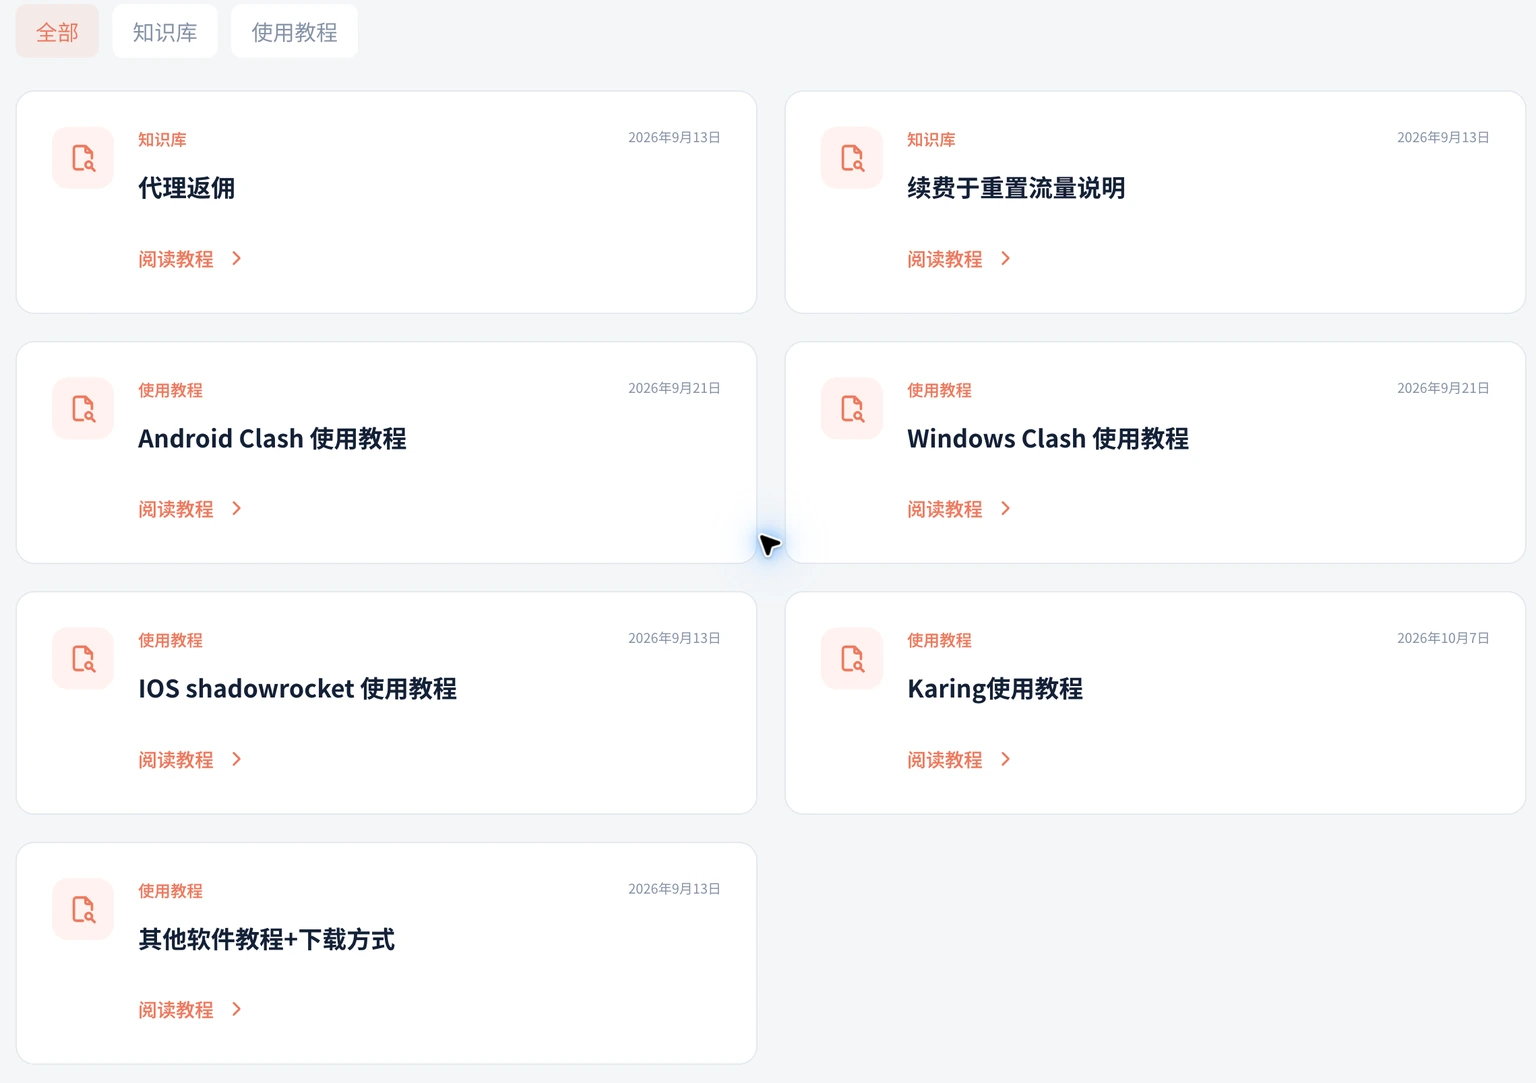 全部
知识库
使用教程
知识库
2026年9月13日
代理返佣
阅读教程
知识库
2026年9月13日
续费于重置流量说明
阅读教程
使用教程
2026年9月21日
Android Clash 使用教程
阅读教程
使用教程
2026年9月21日
Windows Clash 使用教程
阅读教程
使用教程
2026年9月13日
IOS shadowrocket 使用教程
阅读教程
使用教程
2026年10月7日
Karing使用教程
阅读教程
使用教程
2026年9月13日
其他软件教程+下载方式
阅读教程